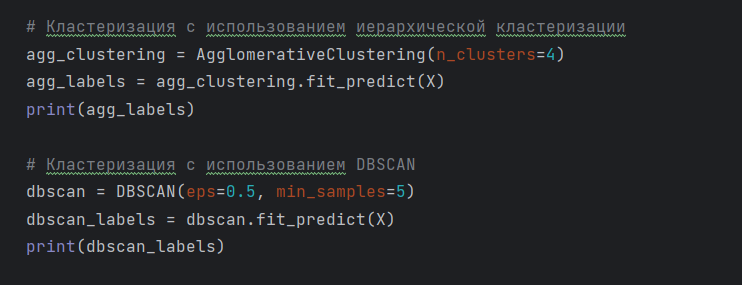 # Кластеризация с использованием иерархической кластеризации
agg_clustering = AgglomerativeClustering(n_clusters=4)
agg_labels = agg_clustering.fit_predict(X)
print(agg_labels)
# Кластеризация с использованием DBSCAN
dbscan = DBSCAN(eps=0.5, min_samples=5)
dbscan_labels = dbscan.fit_predict(X)
print(dbscan_labels)